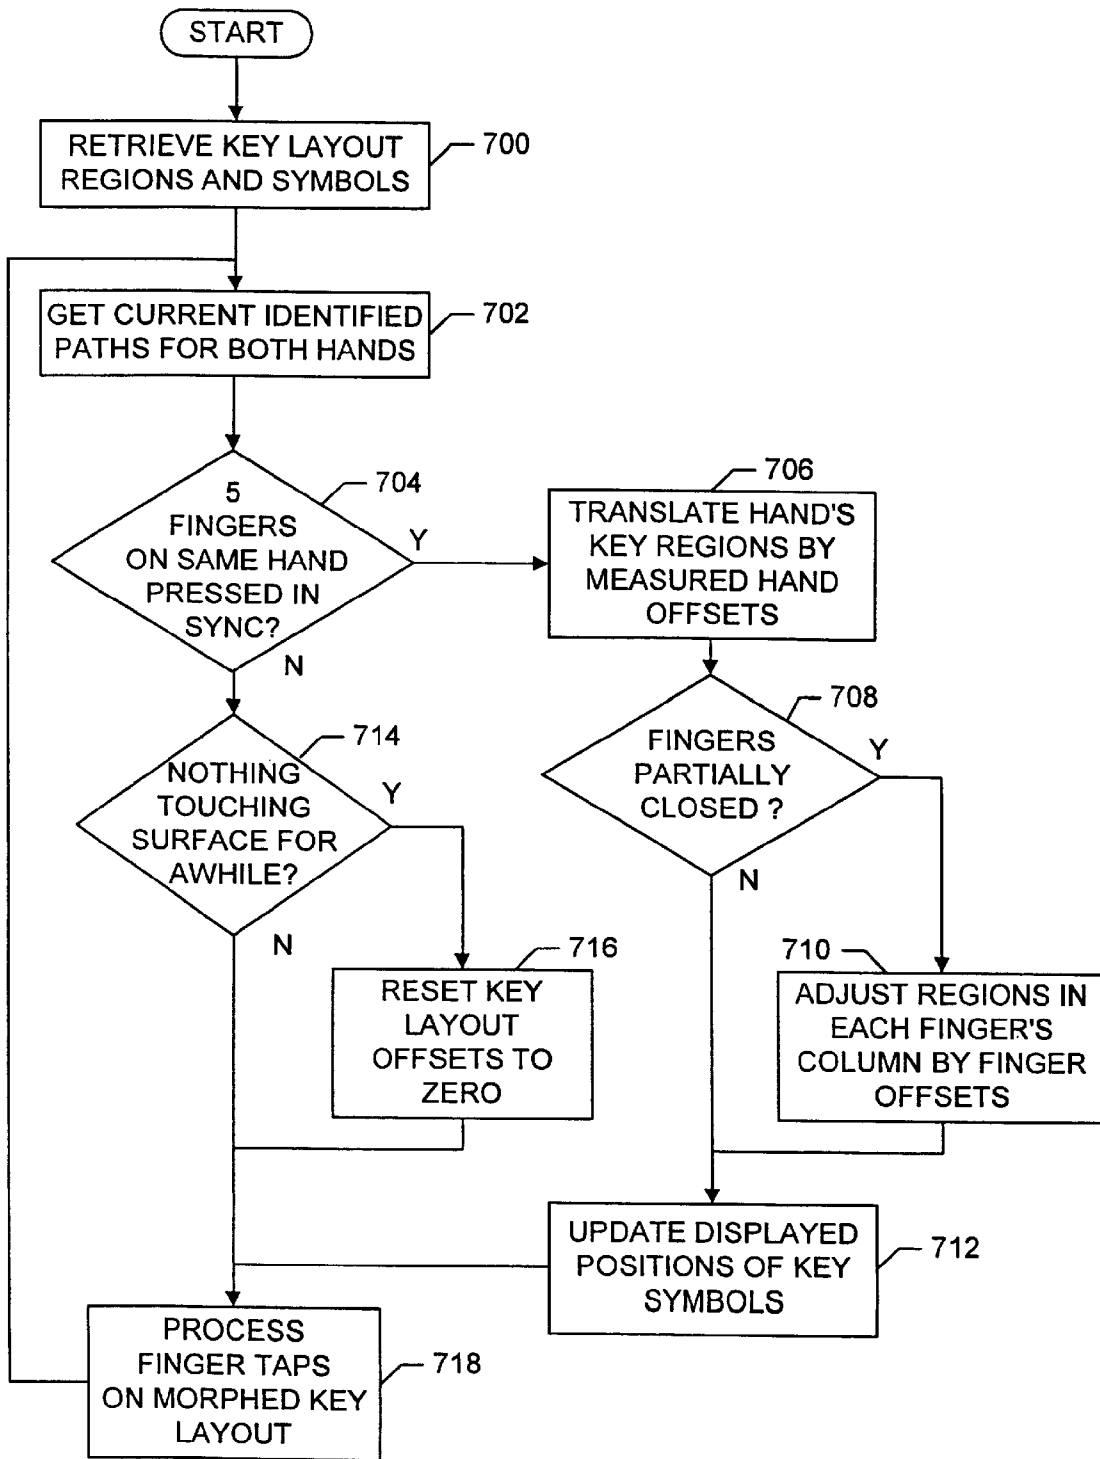 START
RETRIEVE KEY LAYOUT
REGIONS AND SYMBOLS
700
GET CURRENT IDENTIFIED
PATHS FOR BOTH HANDS
702
5
FINGERS
ON SAME HAND
PRESSED IN
SYNC?
704
Y
N
706
TRANSLATE HAND'S
KEY REGIONS BY
MEASURED HAND
OFFSETS
708
FINGERS
PARTIALLY
CLOSED ?
Y
N
714
NOTHING
TOUCHING
SURFACE FOR
AWHILE?
Y
N
716
RESET KEY
LAYOUT
OFFSETS TO
ZERO
710
ADJUST REGIONS IN
EACH FINGER'S
COLUMN BY FINGER
OFFSETS
UPDATE DISPLAYED
POSITIONS OF KEY
SYMBOLS
712
PROCESS
FINGER TAPS
ON MORPHED KEY
LAYOUT
718